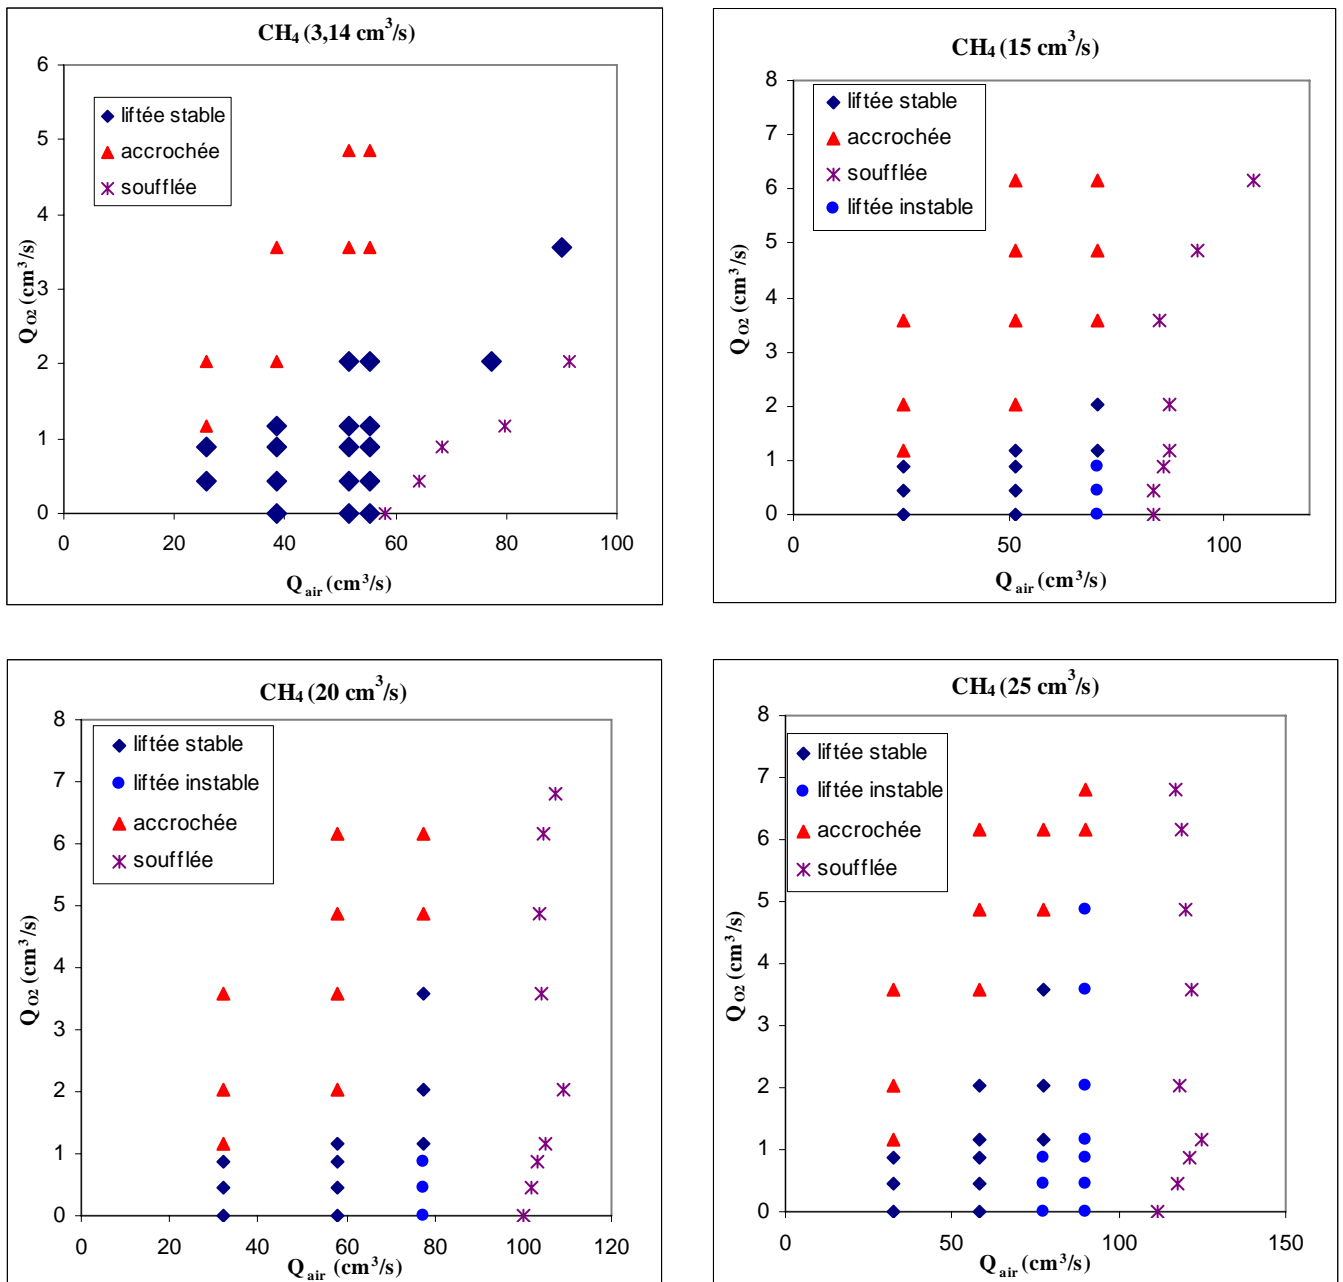 CH₄ (3,14 cm³/s)
6
5
4
3
2
1
0
liftée stable
accrochée
soufflée
Q O2 (cm³/s)
0 20 40 60 80 100
Q air (cm³/s)
CH₄ (15 cm³/s)
8
7
6
5
4
3
2
1
0
liftée stable
accrochée
soufflée
liftée instable
Q O2 (cm³/s)
0 50 100
Q air (cm³/s)
CH₄ (20 cm³/s)
8
7
6
5
4
3
2
1
0
liftée stable
liftée instable
accrochée
soufflée
Q O2 (cm³/s)
0 20 40 60 80 100 120
Q air (cm³/s)
CH₄ (25 cm³/s)
8
7
6
5
4
3
2
1
0
liftée stable
liftée instable
accrochée
soufflée
Q O2 (cm³/s)
0 50 100 150
Q air (cm³/s)